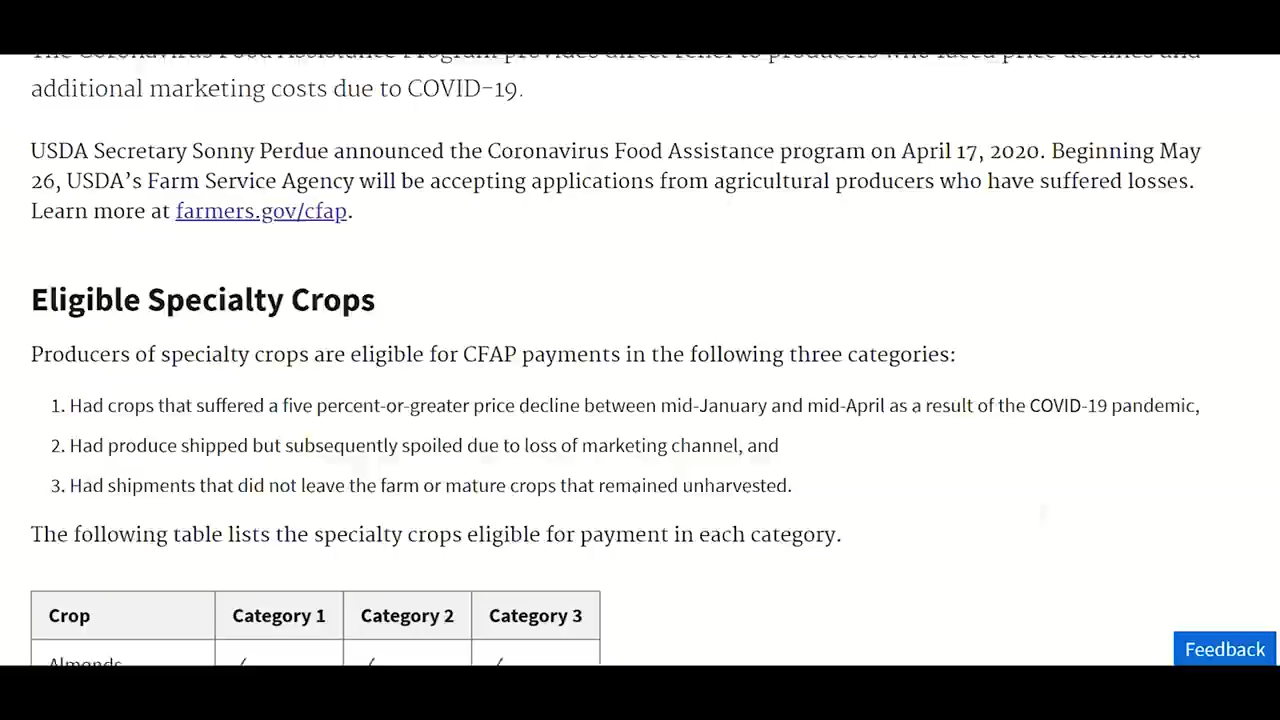 The Coronavirus Food Assistance Program provides direct relief to producers who faced price declines and
additional marketing costs due to COVID-19.
USDA Secretary Sonny Perdue announced the Coronavirus Food Assistance program on April 17, 2020. Beginning May
26, USDA’s Farm Service Agency will be accepting applications from agricultural producers who have suffered losses.
Learn more at farmers.gov/cfap.
Eligible Specialty Crops
Producers of specialty crops are eligible for CFAP payments in the following three categories:
1. Had crops that suffered a five percent-or-greater price decline between mid-January and mid-April as a result of the COVID-19 pandemic,
2. Had produce shipped but subsequently spoiled due to loss of marketing channel, and
3. Had shipments that did not leave the farm or mature crops that remained unharvested.
The following table lists the specialty crops eligible for payment in each category.
Crop Category 1 Category 2 Category 3
Almonds ✓ ✓ ✓
Feedback